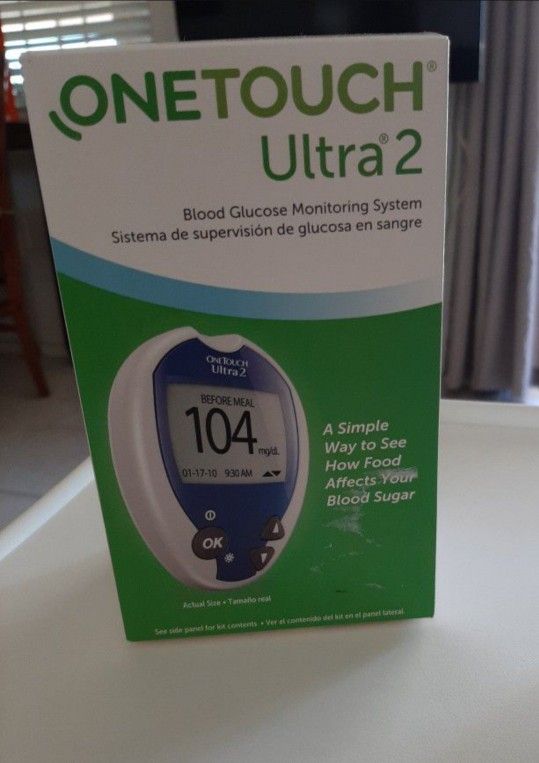 ONETOUCH®
Ultra®2
Blood Glucose Monitoring System
Sistema de supervisión de glucosa en sangre
ONETOUCH
Ultra2
BEFORE MEAL
104 mg/dL
01-17-10 9:30 AM
OK
A Simple
Way to See
How Food
Affects Your
Blood Sugar
Actual Size • Tamaño real
See side panel for kit contents • Ver el contenido del kit en el panel lateral.